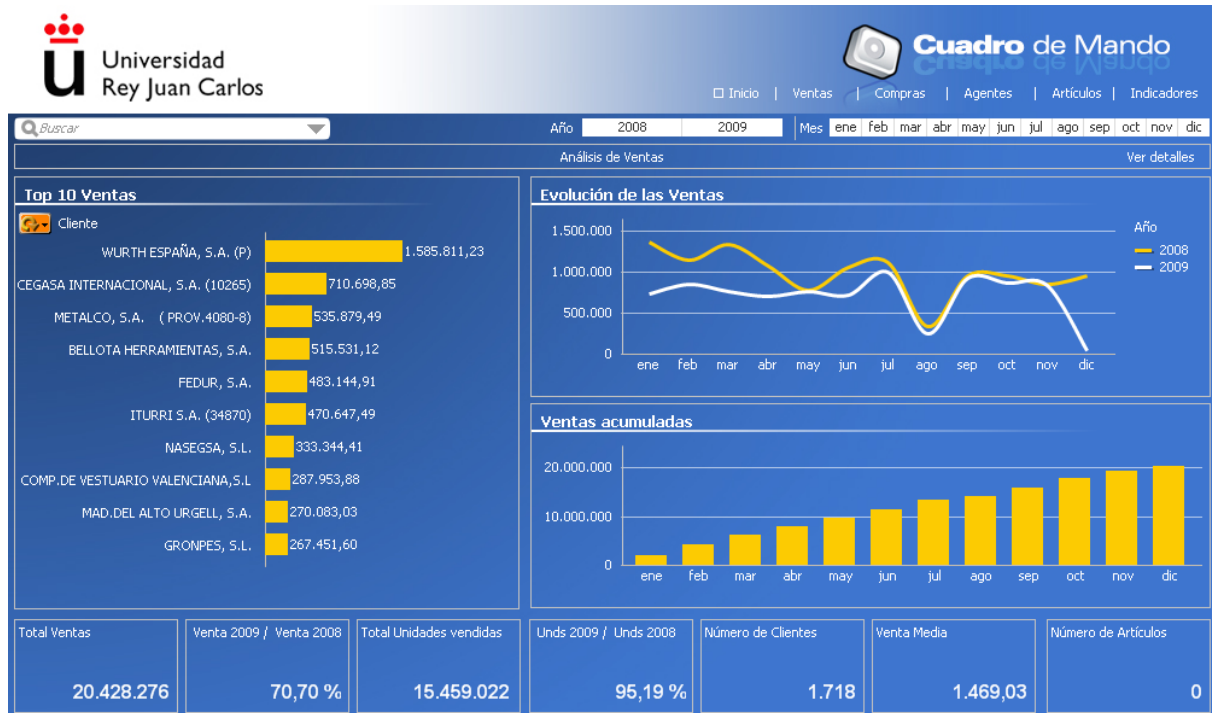 Universidad
Rey Juan Carlos
Cuadro de Mando
Inicio | Ventas | Compras | Agentes | Artículos | Indicadores
Buscar
Año 2008 2009 Mes ene feb mar abr may jun jul ago sep oct nov dic
Análisis de Ventas Ver detalles
Top 10 Ventas
Cliente
WURTH ESPAÑA, S.A. (P) 1.585.811,23
CEGASA INTERNACIONAL, S.A. (10265) 710.698,85
METALCO, S.A. (PROV.4080-8) 535.879,49
BELLOTA HERRAMIENTAS, S.A. 515.531,12
FEDUR, S.A. 483.144,91
ITURRI S.A. (34870) 470.647,49
NASEGSA, S.L. 333.344,41
COMP.DE VESTUARIO VALENCIANA,S.L 287.953,88
MAD.DEL ALTO URGELL, S.A. 270.083,03
GRONPES, S.L. 267.451,60
Evolución de las Ventas
1.500.000
1.000.000
500.000
0
ene feb mar abr may jun jul ago sep oct nov dic
Año
2008
2009
Ventas acumuladas
20.000.000
10.000.000
0
ene feb mar abr may jun jul ago sep oct nov dic
Total Ventas
20.428.276
Venta 2009 / Venta 2008
70,70 %
Total Unidades vendidas
15.459.022
Unds 2009 / Unds 2008
95,19 %
Número de Clientes
1.718
Venta Media
1.469,03
Número de Artículos
0